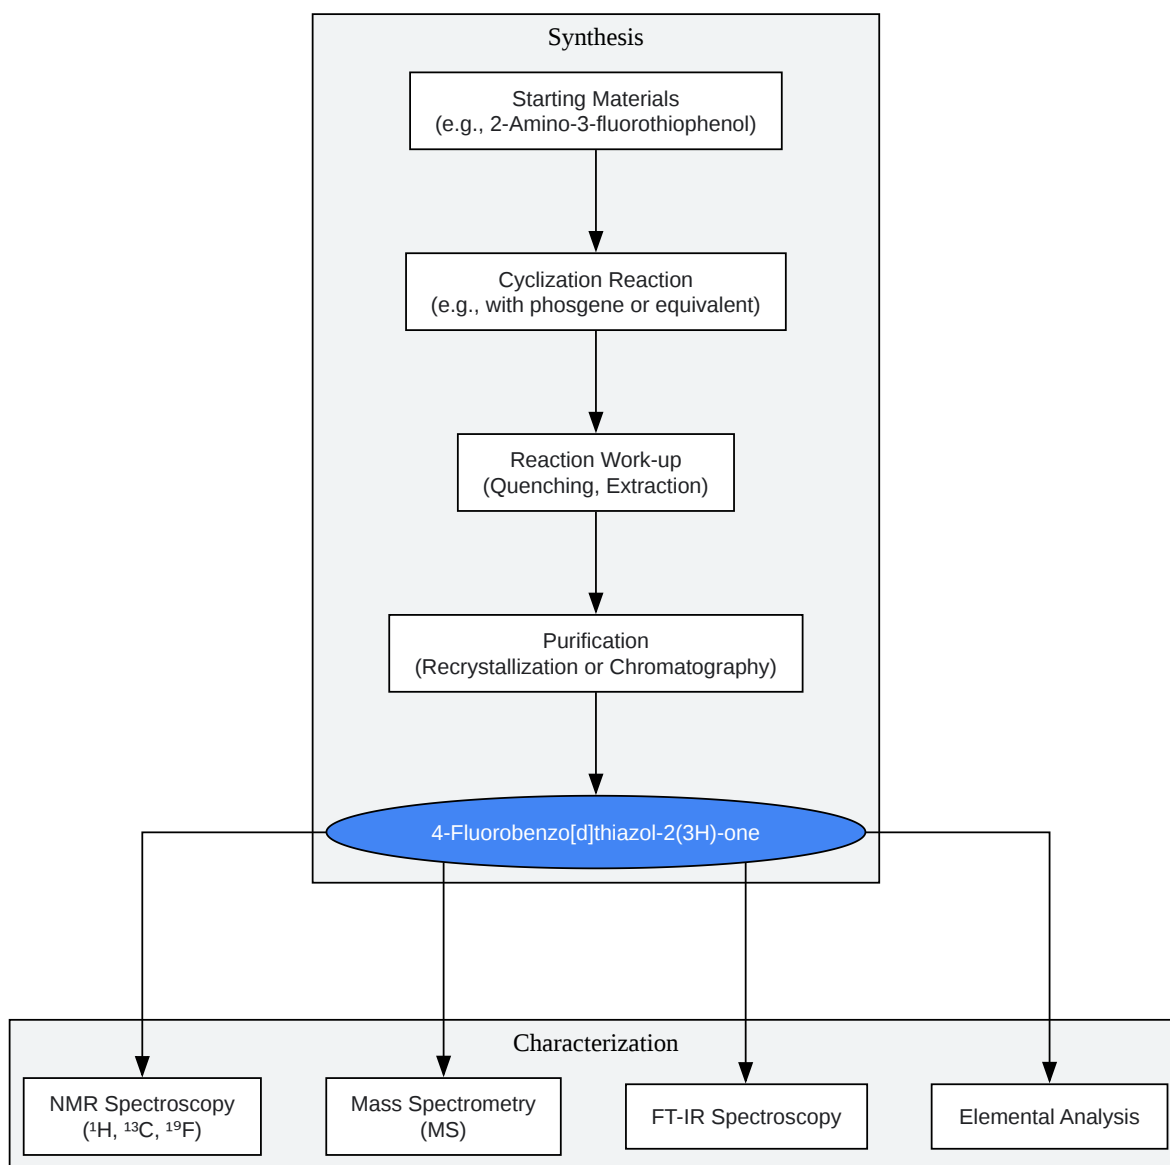 Synthesis
Starting Materials
(e.g., 2-Amino-3-fluorothiophenol)
Cyclization Reaction
(e.g., with phosgene or equivalent)
Reaction Work-up
(Quenching, Extraction)
Purification
(Recrystallization or Chromatography)
4-Fluorobenzo[d]thiazol-2(3H)-one
Characterization
NMR Spectroscopy
(¹H, ¹³C, ¹⁹F)
Mass Spectrometry
(MS)
FT-IR Spectroscopy
Elemental Analysis